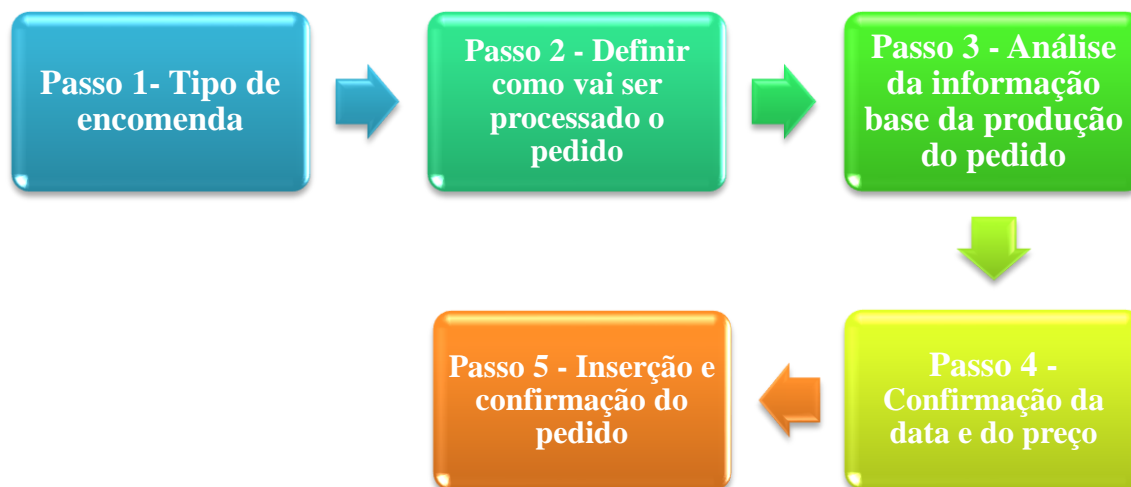 Passo 1- Tipo de
encomenda
Passo 2 - Definir
como vai ser
processado o
pedido
Passo 3 - Análise
da informação
base da produção
do pedido
Passo 4 -
Confirmação da
data e do preço
Passo 5 - Inserção e
confirmação do
pedido